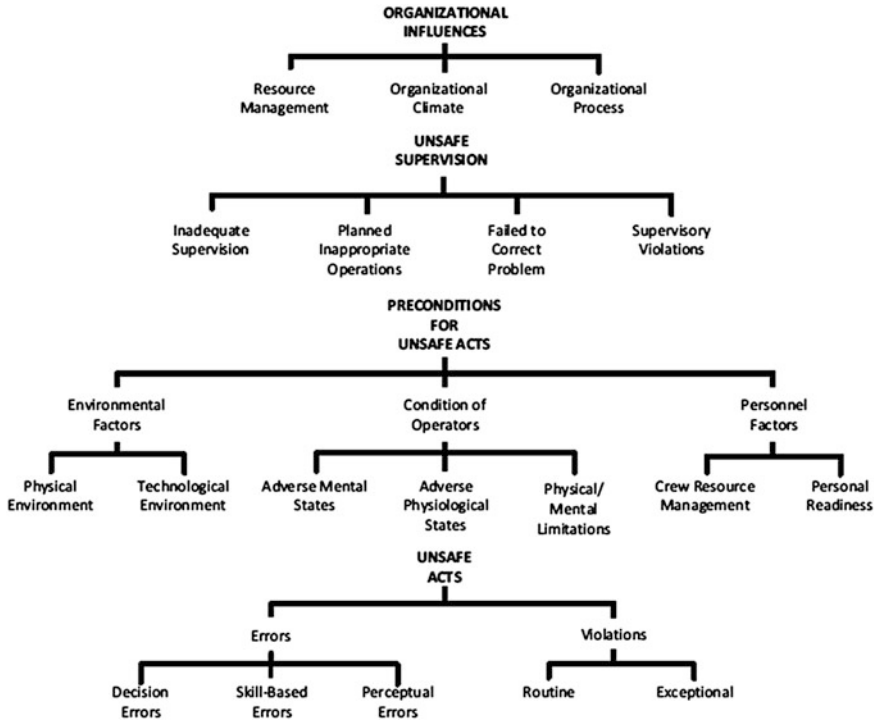 ORGANIZATIONAL
INFLUENCES
Resource
Management
Organizational
Climate
Organizational
Process
UNSAFE
SUPERVISION
Inadequate
Supervision
Planned
Inappropriate
Operations
Failed to
Correct
Problem
Supervisory
Violations
PRECONDITIONS
FOR
UNSAFE ACTS
Environmental
Factors
Condition of
Operators
Personnel
Factors
Physical
Environment
Technological
Environment
Adverse Mental
States
Adverse
Physiological
States
Physical/
Mental
Limitations
Crew Resource
Management
Personal
Readiness
UNSAFE
ACTS
Errors
Violations
Decision
Errors
Skill-Based
Errors
Perceptual
Errors
Routine
Exceptional